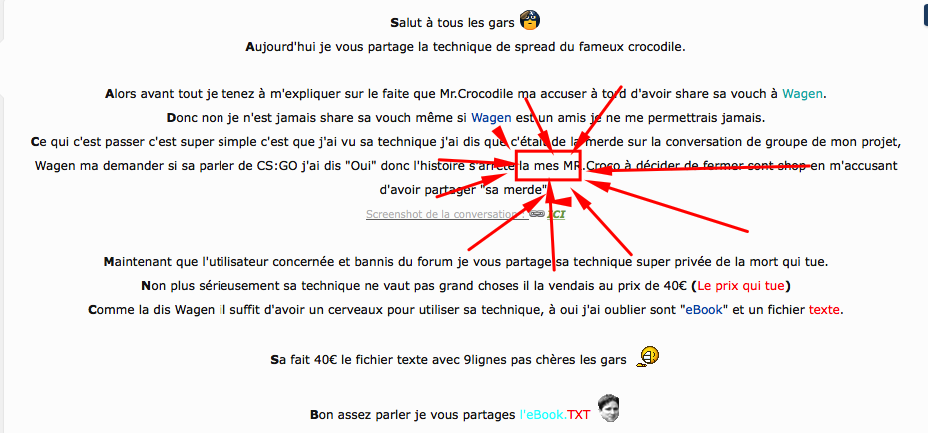 Salut à tous les gars
Aujourd'hui je vous partage la technique de spread du fameux crocodile.
Alors avant tout je tenez à m'expliquer sur le faite que Mr.Crocodile ma accuser à tord d'avoir share sa vouch à Wagen.
Donc non je n'est jamais share sa vouch même si Wagen est un amis je ne me permettrais jamais.
Ce qui c'est passer c'est super simple c'est que j'ai vu sa technique j'ai dis que c'était de la merde sur la conversation de groupe de mon projet,
Wagen ma demander si sa parler de CS:GO j'ai dis "Oui" donc l'histoire s'arrête la mes MR.Croco à décider de fermer sont shop en m'accusant
d'avoir partager "sa merde"
Screenshot de la conversation : ICI
Maintenant que l'utilisateur concernée et bannis du forum je vous partage sa technique super privée de la mort qui tue.
Non plus sérieusement sa technique ne vaut pas grand choses il la vendais au prix de 40€ (Le prix qui tue)
Comme la dis Wagen il suffit d'avoir un cerveaux pour utiliser sa technique, à oui j'ai oublier sont "eBook" et un fichier texte.
Sa fait 40€ le fichier texte avec 9lignes pas chères les gars
Bon assez parler je vous partages l'eBook.TXT